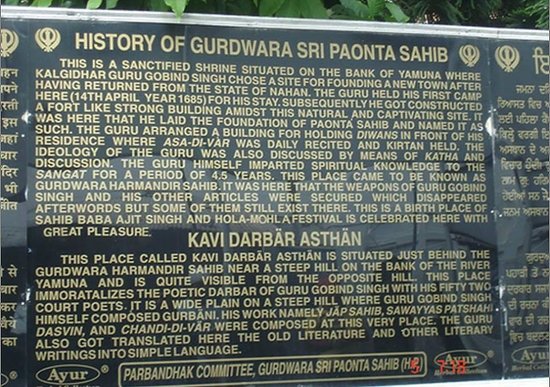 HISTORY OF GURDWARA SRI PAONTA SAHIB
THIS IS A SANCTIFIED SHRINE SITUATED ON THE BANK OF YAMUNA WHERE
KALGIDHAR GURU GOBIND SINGH CHOSE A SITE FOR FOUNDING A NEW TOWN AFTER
HAVING RETURNED FROM THE STATE OF NAHAN. THE GURU HELD HIS FIRST CAMP
HERE (14TH APRIL YEAR 1685) FOR HIS STAY. SUBSEQUENTLY HE GOT CONSTRUCTED
A FORT LIKE STRONG BUILDING AMIDST THIS NATURAL AND CAPTIVATING SITE. IT
WAS HERE THAT HE LAID THE FOUNDATION OF PAONTA SAHIB AND NAMED IT AS
SUCH. THE GURU ARRANGED A BUILDING FOR HOLDING DIWANS IN FRONT OF HIS
RESIDENCE WHERE ASA-DI-VÀR WAS DAILY RECITED AND KIRTAN HELD. THE
IDEOLOGY OF THE GURU WAS ALSO DISCUSSED BY MEANS OF KATHA AND
DISCUSSION. THE GURU HIMSELF IMPARTED SPIRITUAL KNOWLEDGE TO THE
SANGAT FOR A PERIOD OF 4.5 YEARS. THIS PLACE CAME TO BE KNOWN AS
GURDWARA HARMANDIR SAHIB. IT WAS HERE THAT THE WEAPONS OF GURU GOBIND
SINGH AND HIS OTHER ARTICLES WERE SECURED WHICH DISAPPEARED
AFTERWORDS BUT SOME OF THEM STILL EXIST THERE. THIS IS A BIRTH PLACE OF
SAHIB BABA AJIT SINGH AND HOLA-MOHLA FESTIVAL IS CELEBRATED HERE WITH
GREAT PLEASURE.
KAVI DARBÄR ASTHÄN
THIS PLACE CALLED KAVI DARBÄR ASTHÄN IS SITUATED JUST BEHIND THE
GURDWARA HARMANDIR SAHIB NEAR A STEEP HILL ON THE BANK OF THE RIVER
YAMUNA AND IS QUITE VISIBLE FROM THE OPPOSITE HILL. THIS PLACE
IMMORATALIZES THE POETIC DARBAR OF GURU GOBIND SINGH WITH HIS FIFTY TWO
COURT POETS. IT IS A WIDE PLAIN ON A STEEP HILL WHERE GURU GOBIND SINGH
HIMSELF COMPOSED GURBÄNI. HIS WORK NAMELY JÄP SAHIB, SAWAYYAS PATSHAHI
DASVIN, AND CHANDI-DI-VÄR WERE COMPOSED AT THIS VERY PLACE. THE GURU
ALSO GOT TRANSLATED HERE THE OLD LITERATURE AND OTHER LITERARY
WRITINGS INTO SIMPLE LANGUAGE.
Ayur
PARBANDHAK COMMITTEE, GURDWARA SRI PAONTA SAHIB
Ayur
Ayur